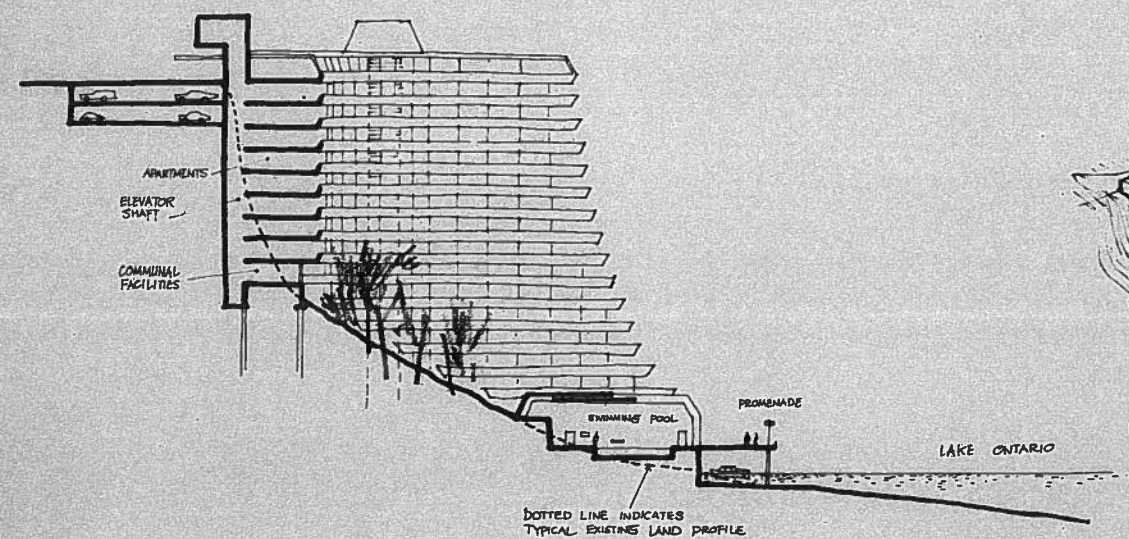 APARTMENTS
ELEVATOR
SHAFT
COMMUNAL
FACILITIES
SWIMMING POOL
PROMENADE
LAKE ONTARIO
DOTTED LINE INDICATES
TYPICAL EXISTING LAND PROFILE